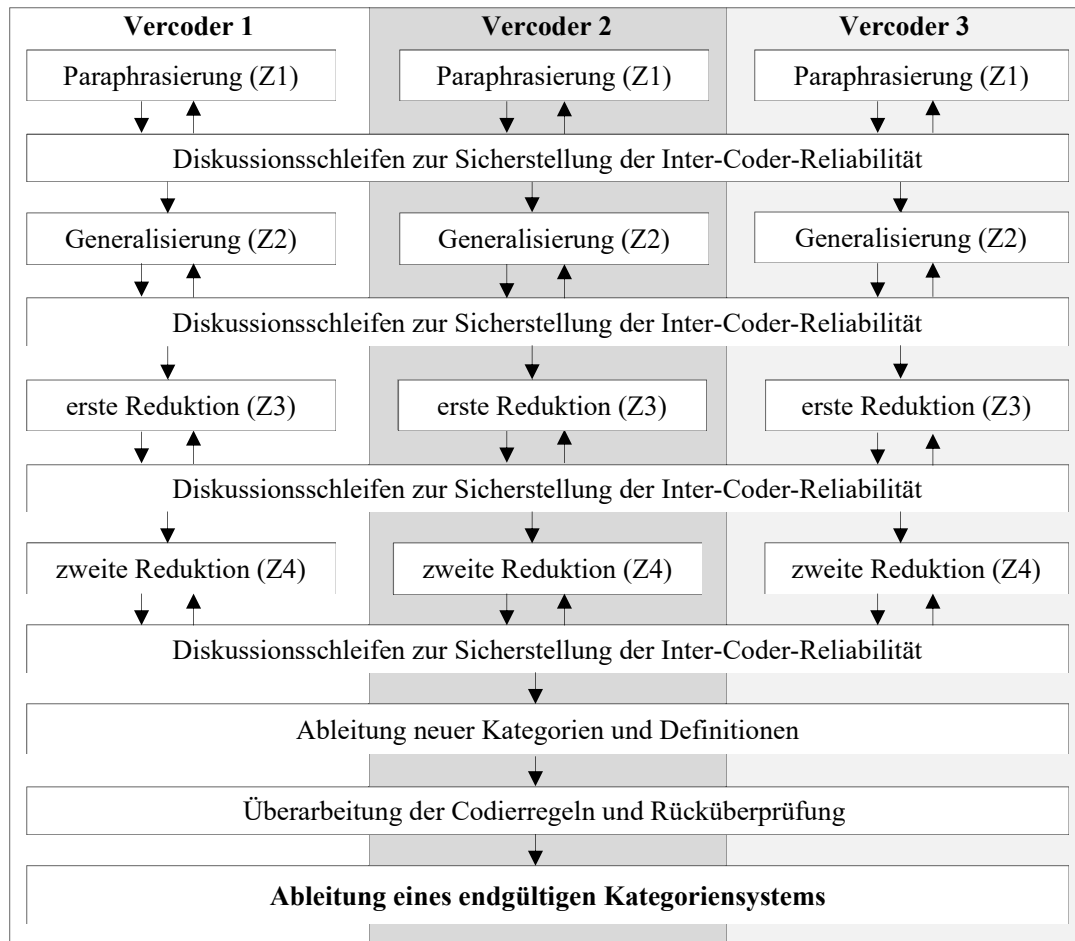 Vercoder 1
Vercoder 2
Vercoder 3
Paraphrasierung (Z1)
Paraphrasierung (Z1)
Paraphrasierung (Z1)
Diskussionsschleifen zur Sicherstellung der Inter-Coder-Reliabilität
Generalisierung (Z2)
Generalisierung (Z2)
Generalisierung (Z2)
Diskussionsschleifen zur Sicherstellung der Inter-Coder-Reliabilität
erste Reduktion (Z3)
erste Reduktion (Z3)
erste Reduktion (Z3)
Diskussionsschleifen zur Sicherstellung der Inter-Coder-Reliabilität
zweite Reduktion (Z4)
zweite Reduktion (Z4)
zweite Reduktion (Z4)
Diskussionsschleifen zur Sicherstellung der Inter-Coder-Reliabilität
Ableitung neuer Kategorien und Definitionen
Überarbeitung der Codierregeln und Rücküberprüfung
Ableitung eines endgültigen Kategoriensystems